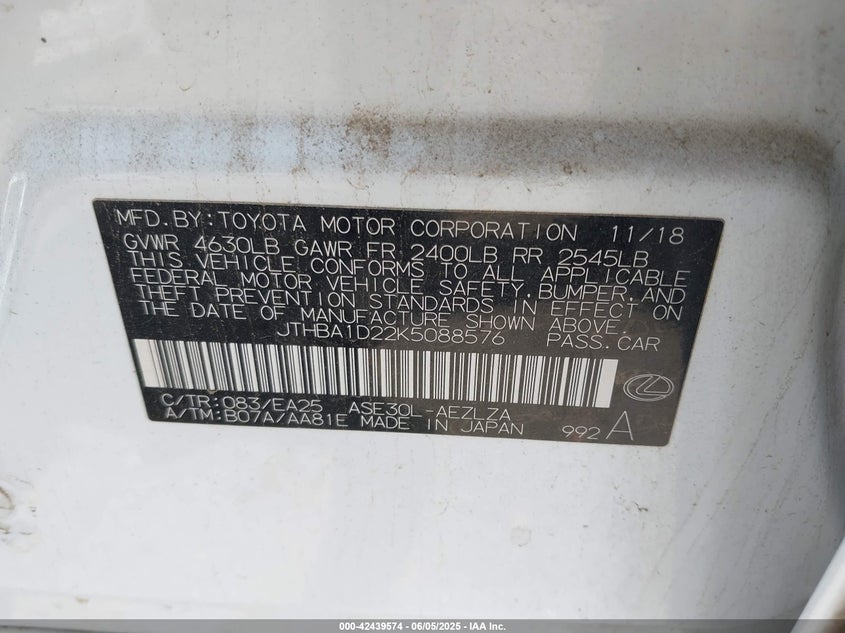 MFD. BY: TOYOTA MOTOR CORPORATION 11/18
GVWR 4630LB GAWR FR 2400LB RR 2545LB
THIS VEHICLE CONFORMS TO ALL APPLICABLE
FEDERAL MOTOR VEHICLE SAFETY, BUMPER, AND
THEFT PREVENTION STANDARDS IN EFFECT ON
THE DATE OF MANUFACTURE SHOWN ABOVE.
JTHBA1D22K5088576 PASS. CAR
C/TR: 083/EA25 ASE30L-AEZLZA
A/TM: B07A/AA81E MADE IN JAPAN 992 A
000-42439574 | 06/05/2025 - IAA Inc.